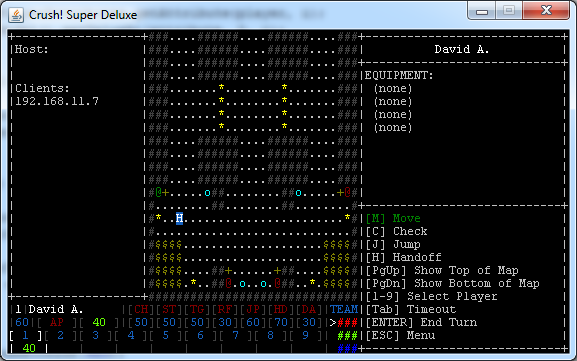 Crush! Super Deluxe
Host:
Clients:
192.168.11.7
H
David A.
EQUIPMENT:
(none)
(none)
(none)
(none)
[M] Move
[C] Check
[J] Jump
[H] Handoff
[PgUp] Show Top of Map
[PgDn] Show Bottom of Map
[1-9] Select Player
[Tab] Timeout
[ENTER] End Turn
[ESC] Menu
1|David A. |[CH][ST][TG][RF][JP][HD][DA]|TEAM
60|[ AP ][ 40 ]|[50][50][50][30][60][70][30]|>###
[ 1 ][ 2 ][ 3 ][ 4 ][ 5 ][ 6 ][ 7 ][ 8 ][ 9 ]|###
| 40 | ###